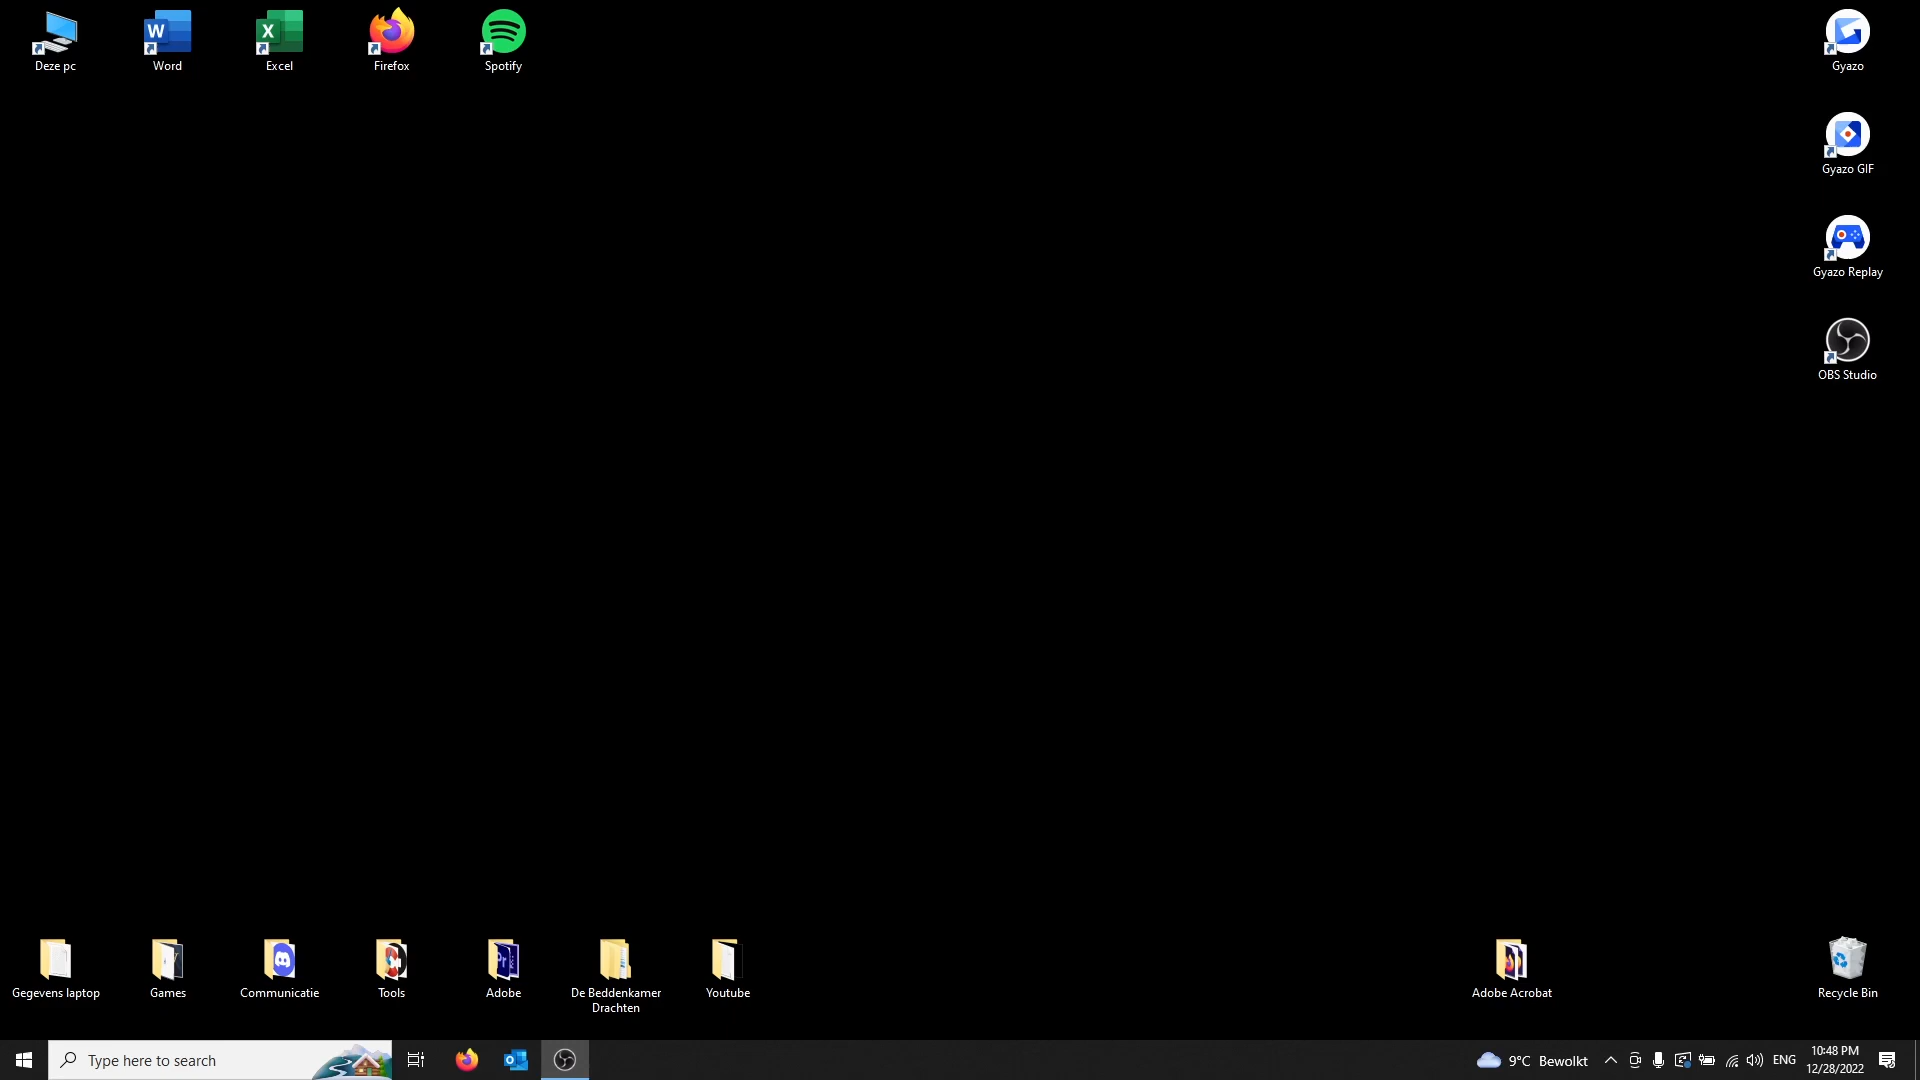 Deze pc
Word
Excel
Firefox
Spotify
Gyazo
Gyazo GIF
Gyazo Replay
OBS Studio
Gegevens laptop
Games
Communicatie
Tools
Adobe
De Beddenkamer
Drachten
Youtube
Adobe Acrobat
Recycle Bin
Type here to search
9°C Bewolkt
ENG
10:48 PM
12/28/2022